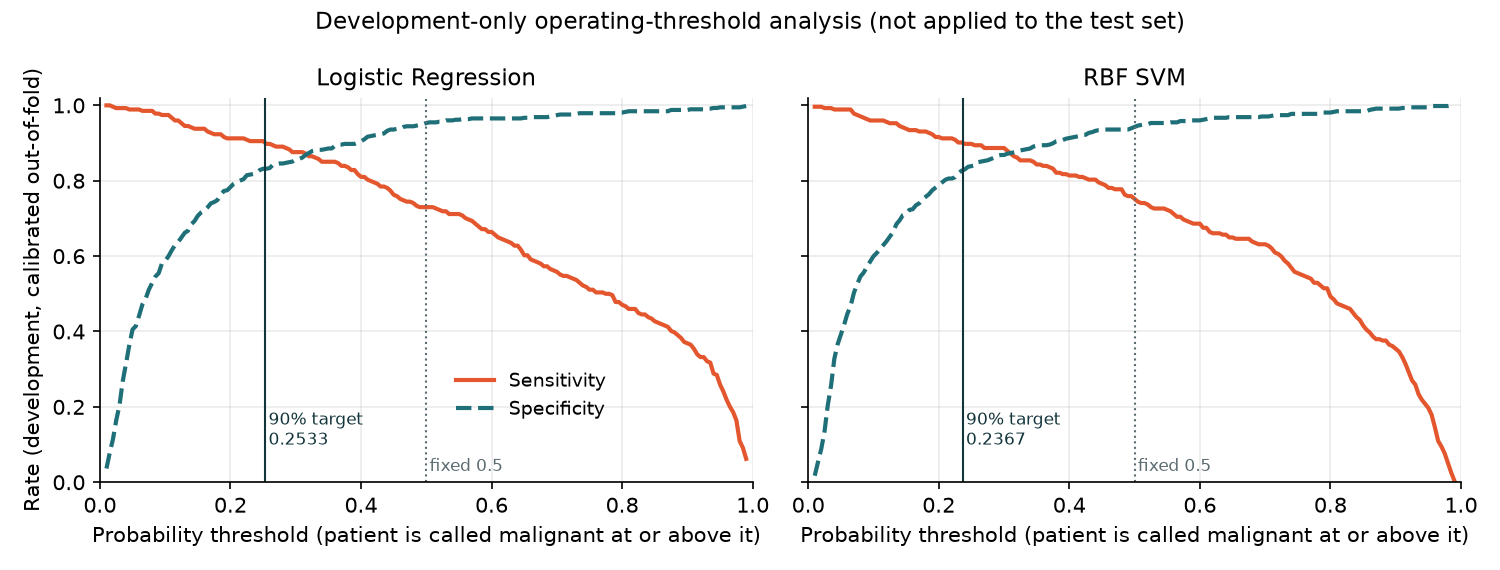 Development-only operating-threshold analysis (not applied to the test set)
Logistic Regression
Rate (development, calibrated out-of-fold)
1.0
0.8
0.6
0.4
0.2
0.0
90% target
0.2533
fixed 0.5
Sensitivity
Specificity
0.0 0.2 0.4 0.6 0.8 1.0
Probability threshold (patient is called malignant at or above it)
RBF SVM
90% target
0.2367
fixed 0.5
0.0 0.2 0.4 0.6 0.8 1.0
Probability threshold (patient is called malignant at or above it)